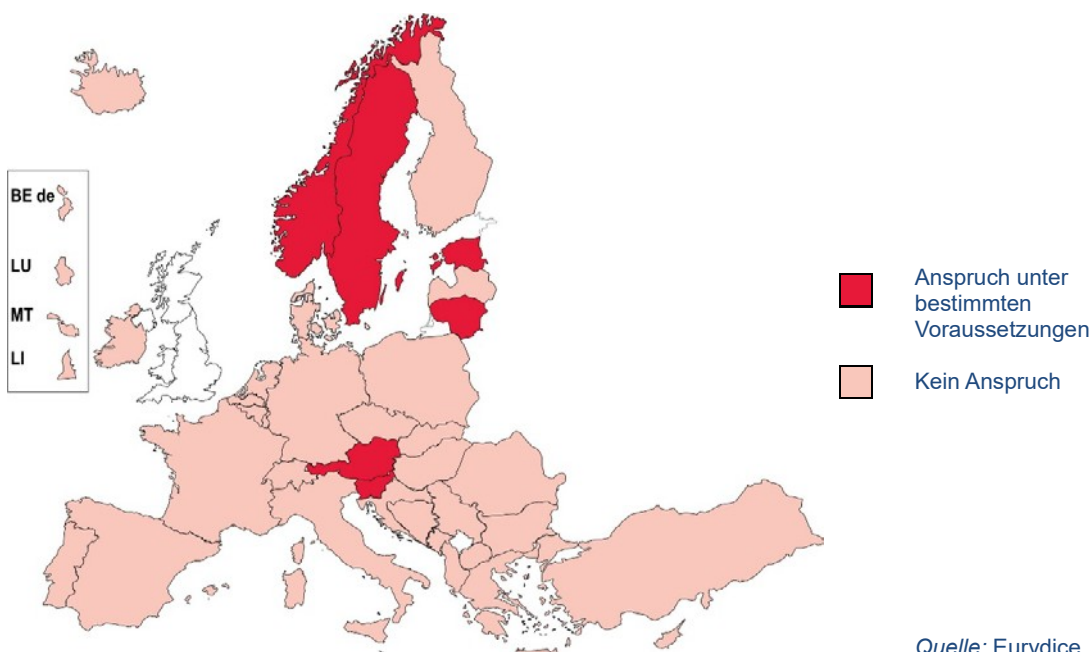 BE de
LU
MT
LI
Anspruch unter
bestimmten
Voraussetzungen
Kein Anspruch
Quelle: Eurydice